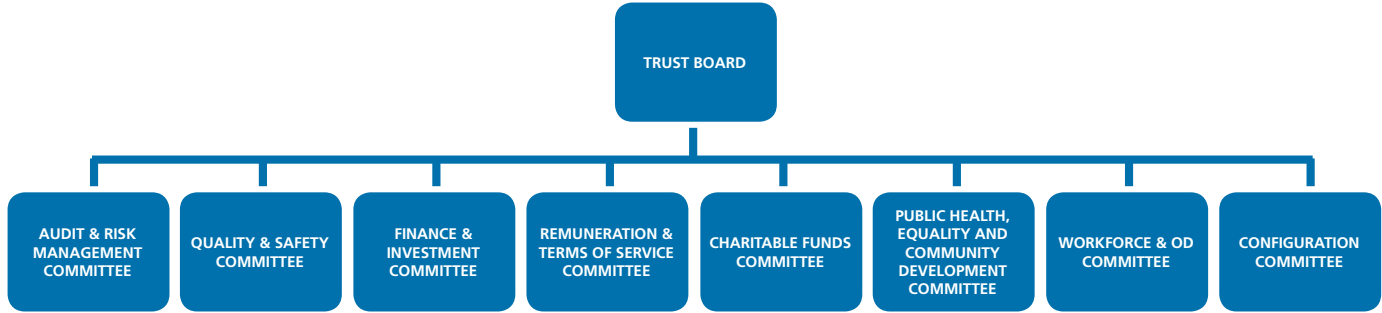 TRUST BOARD
AUDIT & RISK
MANAGEMENT
COMMITTEE
QUALITY & SAFETY
COMMITTEE
FINANCE &
INVESTMENT
COMMITTEE
REMUNERATION &
TERMS OF SERVICE
COMMITTEE
CHARITABLE FUNDS
COMMITTEE
PUBLIC HEALTH,
EQUALITY AND
COMMUNITY
DEVELOPMENT
COMMITTEE
WORKFORCE & OD
COMMITTEE
CONFIGURATION
COMMITTEE